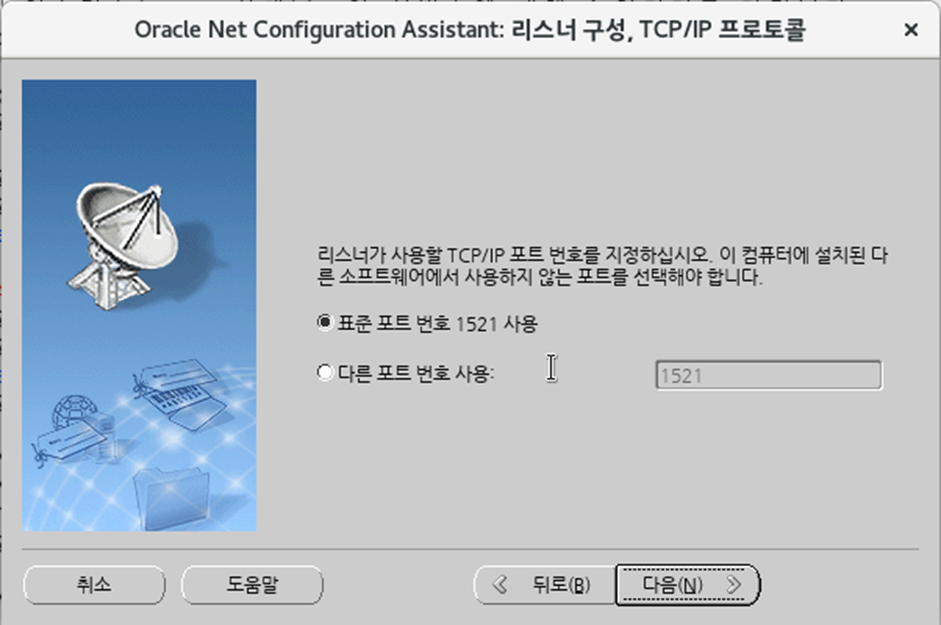 Oracle Net Configuration Assistant: 리스너 구성, TCP/IP 프로토콜
리스너가 사용할 TCP/IP 포트 번호를 지정하십시오. 이 컴퓨터에 설치된 다
른 소프트웨어에서 사용하지 않는 포트를 선택해야 합니다.
표준 포트 번호 1521 사용
다른 포트 번호 사용: 1521
취소 도움말 뒤로(B) 다음(N)